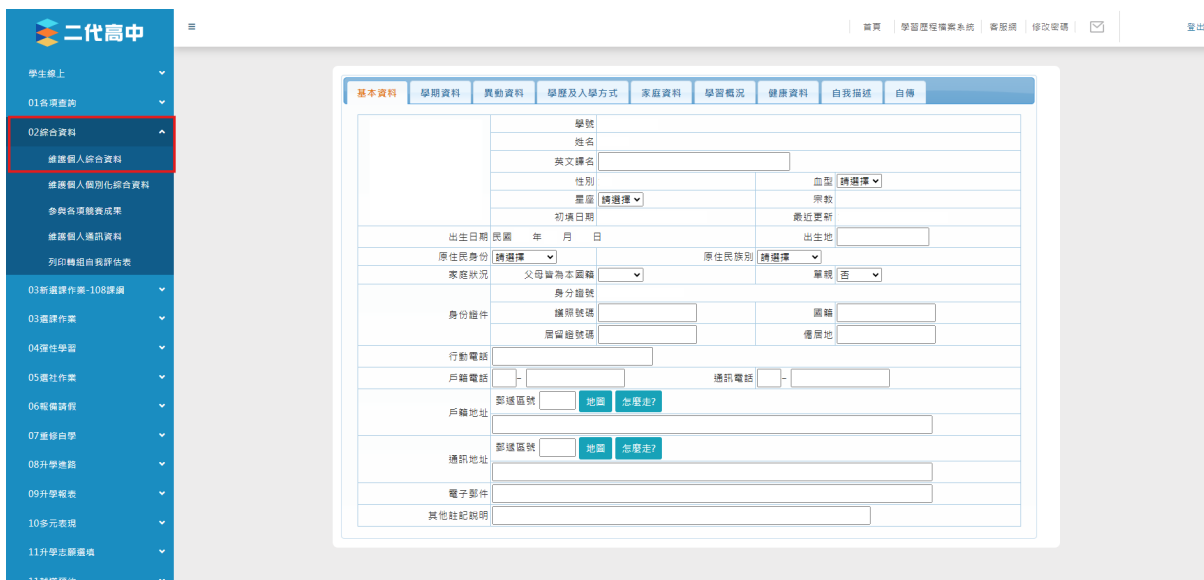 二代高中
≡
首頁 學習歷程檔案系統 客服網 修改密碼 登出
學生線上
01各項查詢
02綜合資料
維護個人綜合資料
維護個人個別化綜合資料
參與各項競賽成果
維護個人通訊資料
列印轉組自我評估表
03新選課作業-108課綱
03選課作業
04彈性學習
05選社作業
06報備請假
07重修自學
08升學進路
09升學報表
10多元表現
11升學志願選填
基本資料 學期資料 異動資料 學歷及入學方式 家庭資料 學習概況 健康資料 自我描述 自傳
學號
姓名
英文譯名
性別 血型 請選擇
星座 請選擇 宗教
初填日期 最近更新
出生日期 民國 年 月 日 出生地
原住民身份 請選擇 原住民族別 請選擇
家庭狀況 父母皆為本國籍 單親 否
身份證件
身分證號
護照號碼 國籍
居留證號碼 僑居地
行動電話
戶籍電話 - 通訊電話 -
戶籍地址 郵遞區號 地圖 怎麼走?
通訊地址 郵遞區號 地圖 怎麼走?
電子郵件
其他註記說明